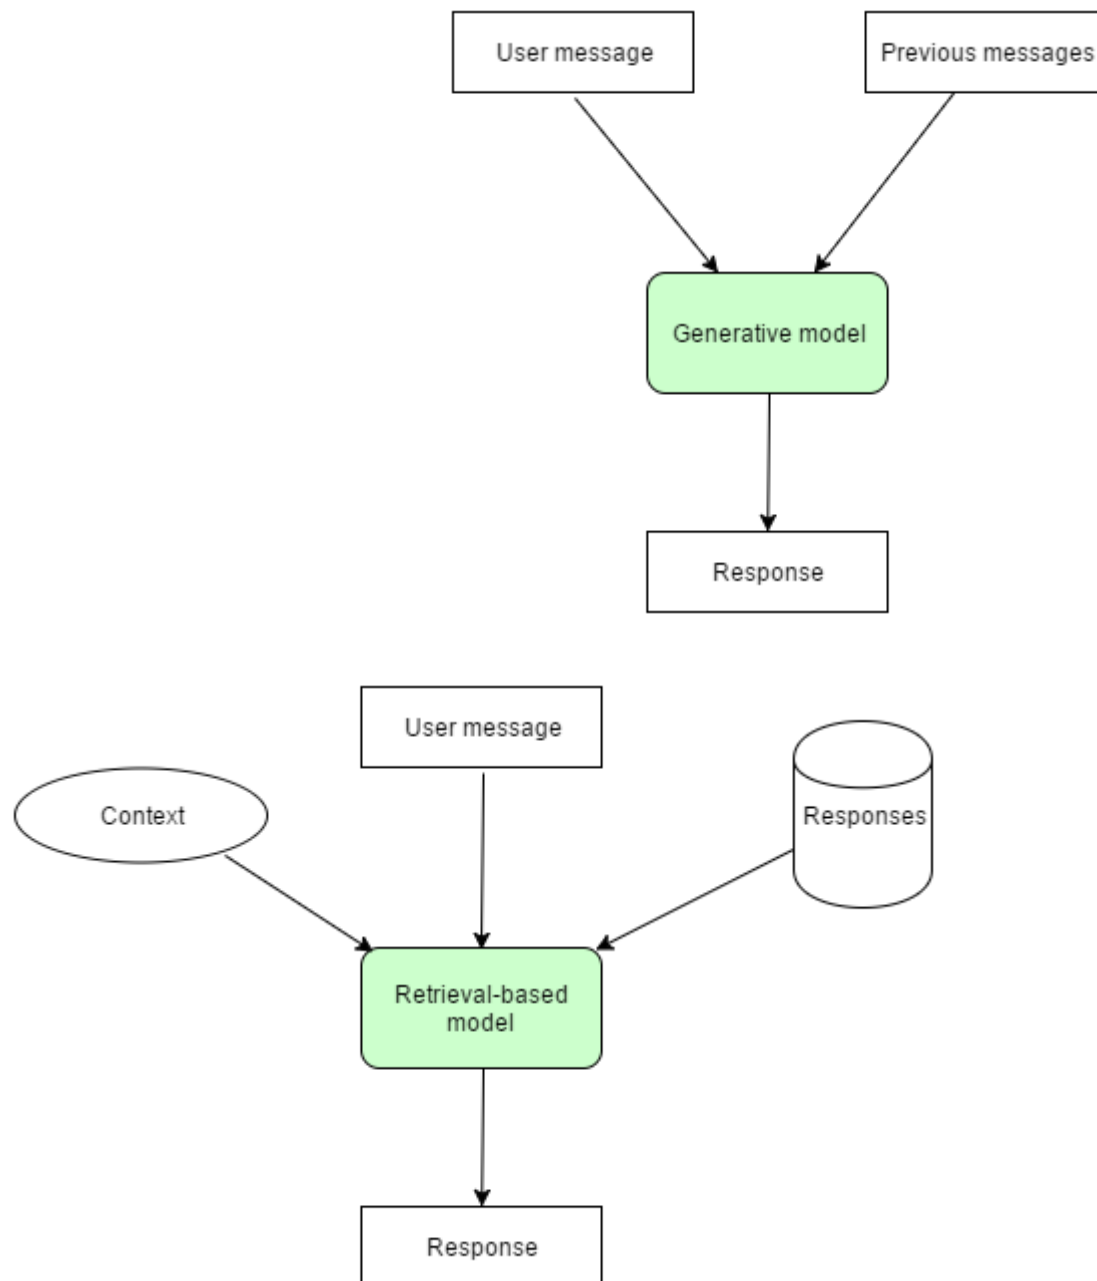 User message
Previous messages
Generative model
Response
User message
Context
Responses
Retrieval-based
model
Response